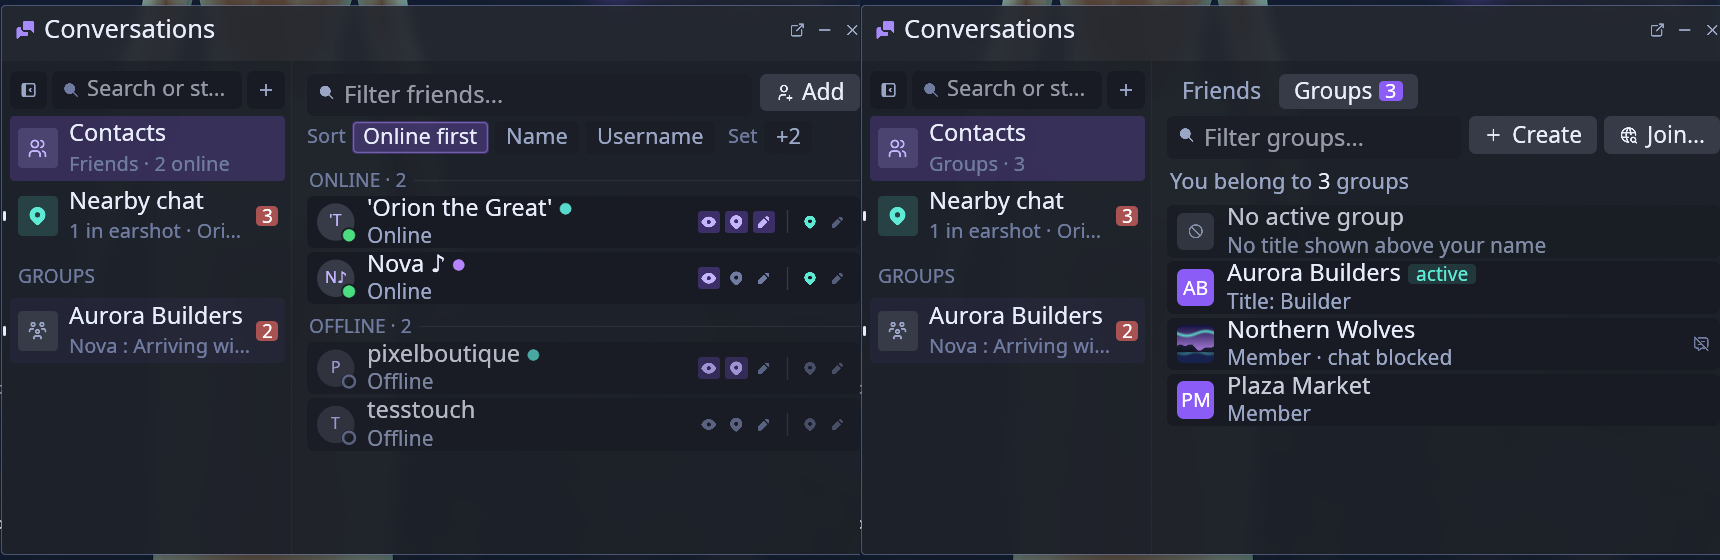 Conversations
Search or st...
Contacts
Friends · 2 online
Nearby chat
1 in earshot · Ori...
3
GROUPS
Aurora Builders
Nova : Arriving wi...
2
Filter friends...
Add
Sort Online first Name Username Set +2
ONLINE · 2
'T
'Orion the Great'
Online
N♪
Nova ♪
Online
OFFLINE · 2
P
pixelboutique
Offline
T
tesstouch
Offline
Conversations
Search or st...
Contacts
Groups · 3
Nearby chat
1 in earshot · Ori...
3
GROUPS
Aurora Builders
Nova : Arriving wi...
2
Friends Groups 3
Filter groups...
Create
Join...
You belong to 3 groups
No active group
No title shown above your name
AB
Aurora Builders active
Title: Builder
Northern Wolves
Member · chat blocked
PM
Plaza Market
Member